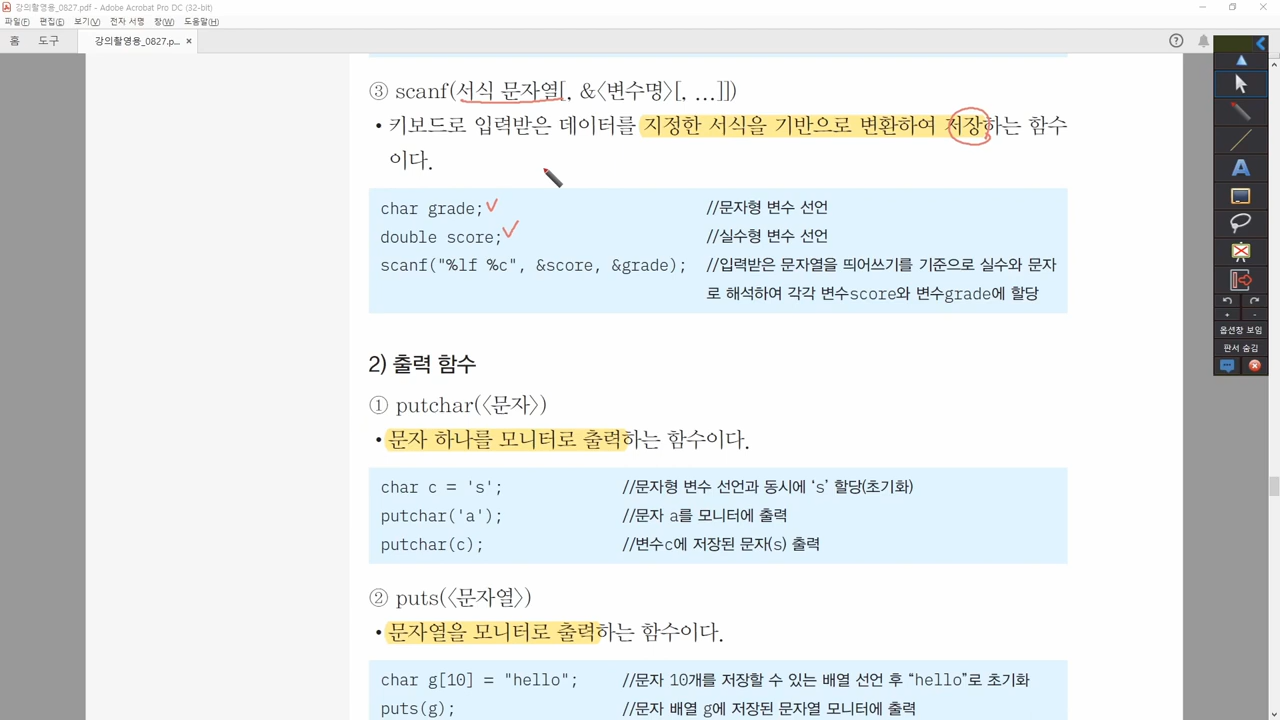 강의촬영용_0827.pdf - Adobe Acrobat Pro DC (32-bit)
파일(F) 편집(E) 보기(V) 전자 서명 창(W) 도움말(H)
홈 도구 강의촬영용_0827.p... ×
③ scanf(서식 문자열[, &〈변수명〉[, ...]])
• 키보드로 입력받은 데이터를 지정한 서식을 기반으로 변환하여 저장하는 함수
이다.
char grade; //문자형 변수 선언
double score; //실수형 변수 선언
scanf("%lf %c", &score, &grade); //입력받은 문자열을 띄어쓰기를 기준으로 실수와 문자
로 해석하여 각각 변수score와 변수grade에 할당
2) 출력 함수
① putchar(〈문자〉)
• 문자 하나를 모니터로 출력하는 함수이다.
char c = 's'; //문자형 변수 선언과 동시에 ‘s’ 할당(초기화)
putchar('a'); //문자 a를 모니터에 출력
putchar(c); //변수c에 저장된 문자(s) 출력
② puts(〈문자열〉)
• 문자열을 모니터로 출력하는 함수이다.
char g[10] = "hello"; //문자 10개를 저장할 수 있는 배열 선언 후 “hello”로 초기화
puts(g); //문자 배열 g에 저장된 문자열 모니터에 출력
A
+ -
옵션창 보임
판서 숨김